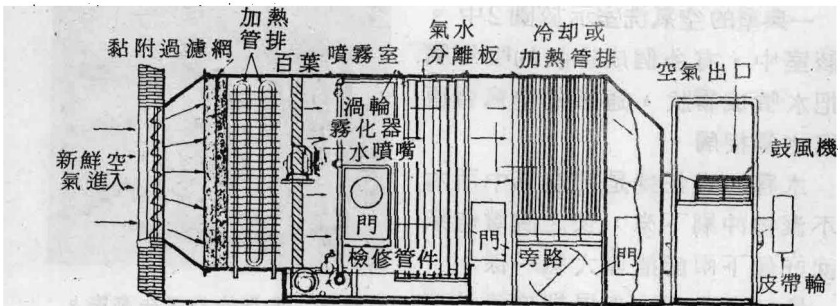 黏附過濾網
加熱
管排
百葉
噴霧室
氣水
分離板
冷却或
加熱管排
空氣出口
渦輪
霧化器
水噴嘴
新鮮空
氣進入
門
檢修管件
門
旁路
門
鼓風機
皮帶輪